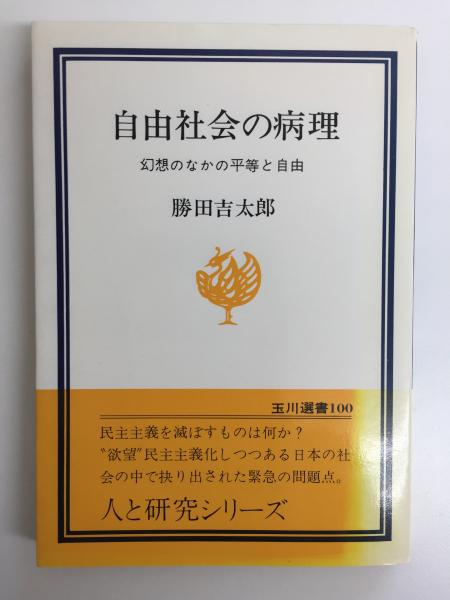 自由社会の病理
幻想のなかの平等と自由
勝田吉太郎
玉川選書100
民主主義を滅ぼすものは何か？
〝欲望〟民主主義化しつつある日本の社
会の中で抉り出された緊急の問題点。
人と研究シリーズ